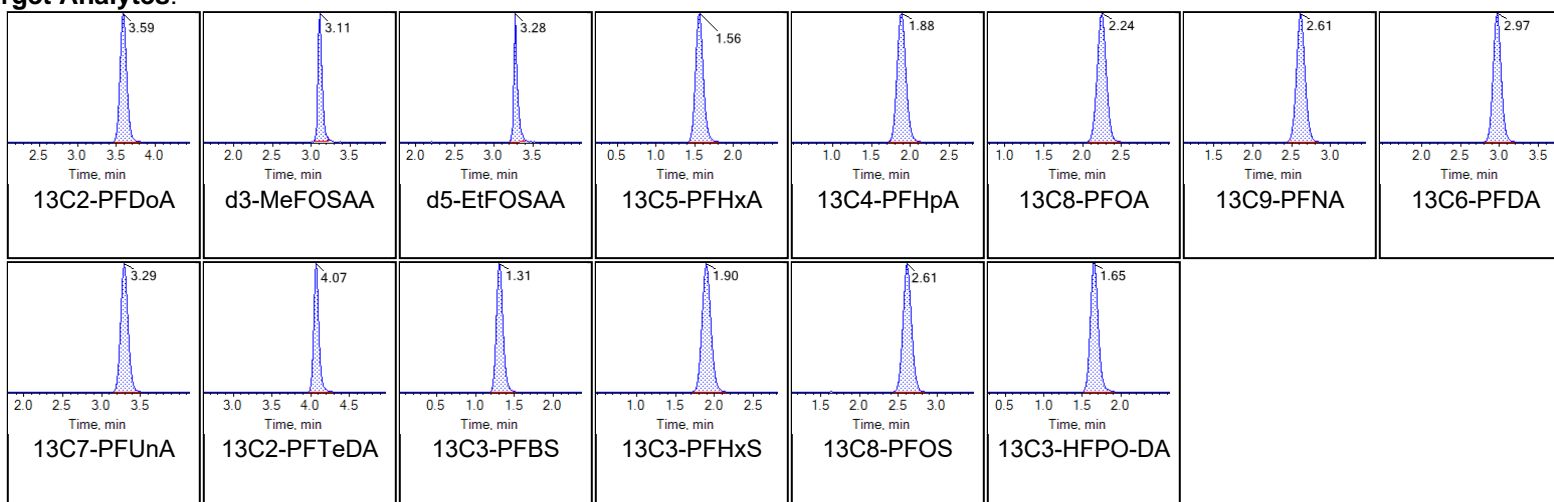 rget Analytes:
3.59 3.11 3.28 1.56 1.88 2.24 2.61 2.97
2.5 3.0 3.5 4.0 2.0 2.5 3.0 3.5 2.0 2.5 3.0 3.5 0.5 1.0 1.5 2.0 1.0 1.5 2.0 2.5 1.0 1.5 2.0 2.5 1.5 2.0 2.5 3.0 2.0 2.5 3.0 3.5
Time, min Time, min Time, min Time, min Time, min Time, min Time, min Time, min
13C2-PFDoA d3-MeFOSAA d5-EtFOSAA 13C5-PFHxA 13C4-PFHpA 13C8-PFOA 13C9-PFNA 13C6-PFDA
3.29 4.07 1.31 1.90 2.61 1.65
2.0 2.5 3.0 3.5 3.0 3.5 4.0 4.5 0.5 1.0 1.5 2.0 1.0 1.5 2.0 2.5 1.5 2.0 2.5 3.0 0.5 1.0 1.5 2.0
Time, min Time, min Time, min Time, min Time, min Time, min
13C7-PFUnA 13C2-PFTeDA 13C3-PFBS 13C3-PFHxS 13C8-PFOS 13C3-HFPO-DA